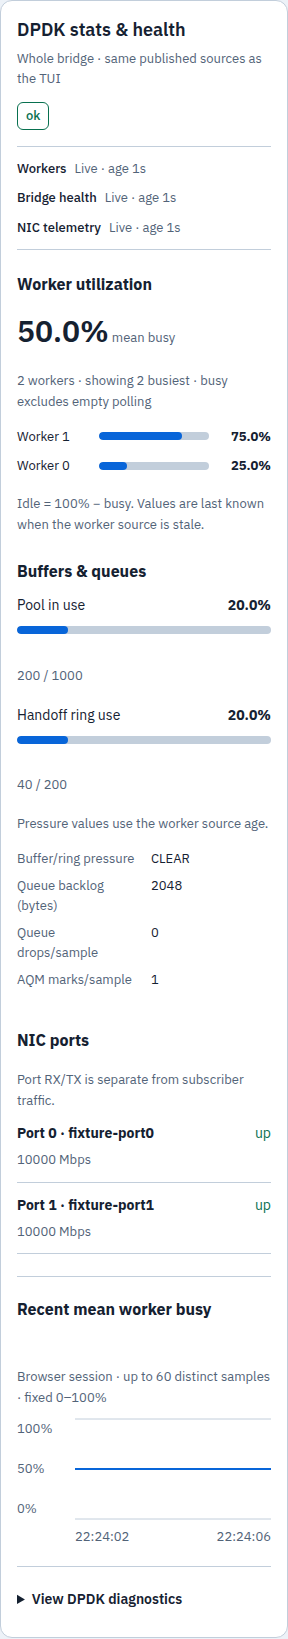 DPDK stats & health
Whole bridge · same published sources as
the TUI
ok
Workers Live · age 1s
Bridge health Live · age 1s
NIC telemetry Live · age 1s
Worker utilization
50.0% mean busy
2 workers · showing 2 busiest · busy
excludes empty polling
Worker 1 75.0%
Worker 0 25.0%
Idle = 100% − busy. Values are last known
when the worker source is stale.
Buffers & queues
Pool in use 20.0%
200 / 1000
Handoff ring use 20.0%
40 / 200
Pressure values use the worker source age.
Buffer/ring pressure CLEAR
Queue backlog 2048
(bytes)
Queue 0
drops/sample
AQM marks/sample 1
NIC ports
Port RX/TX is separate from subscriber
traffic.
Port 0 · fixture-port0 up
10000 Mbps
Port 1 · fixture-port1 up
10000 Mbps
Recent mean worker busy
Browser session · up to 60 distinct samples
· fixed 0–100%
100%
50%
0%
22:24:02 22:24:06
View DPDK diagnostics